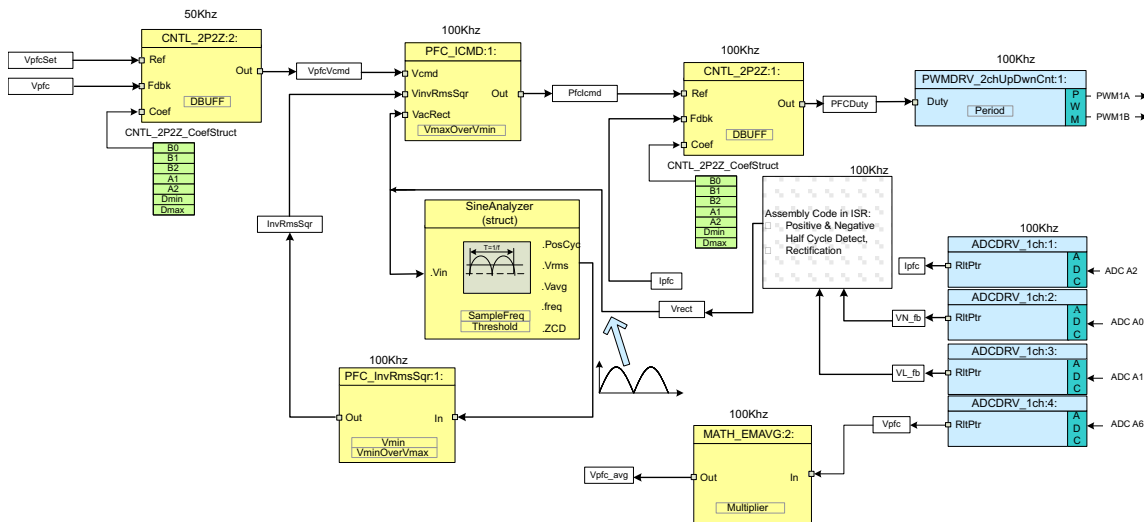 50Khz
CNTL_2P2Z:2:
VpfcSet
Ref
Vpfc
Fdbk
Out
Coef
DBUFF
CNTL_2P2Z_CoefStruct
B0
B1
B2
A1
A2
Dmin
Dmax
VpfcVcmd
100Khz
PFC_ICMD:1:
Vcmd
VinvRmsSqr
Out
VacRect
VmaxOverVmin
PfcIcmd
100Khz
CNTL_2P2Z:1:
Ref
Fdbk
Out
Coef
DBUFF
CNTL_2P2Z_CoefStruct
B0
B1
B2
A1
A2
Dmin
Dmax
PFCDuty
100Khz
PWMDRV_2chUpDwnCnt:1:
Duty
Period
P
W
M
PWM1A
PWM1B
InvRmsSqr
SineAnalyzer
(struct)
T=1/f
.Vin
.PosCyc
.Vrms
.Vavg
.freq
.ZCD
SampleFreq
Threshold
Ipfc
Vrect
100Khz
Assembly Code in ISR:
Positive & Negative
Half Cycle Detect,
Rectification
100Khz
ADCDRV_1ch:1:
Ipfc
RltPtr
A
D
C
ADC A2
ADCDRV_1ch:2:
VN_fb
RltPtr
A
D
C
ADC A0
ADCDRV_1ch:3:
VL_fb
RltPtr
A
D
C
ADC A1
ADCDRV_1ch:4:
Vpfc
RltPtr
A
D
C
ADC A6
100Khz
PFC_InvRmsSqr:1:
Out
In
Vmin
VminOverVmax
100Khz
MATH_EMAVG:2:
Vpfc_avg
Out
In
Multiplier